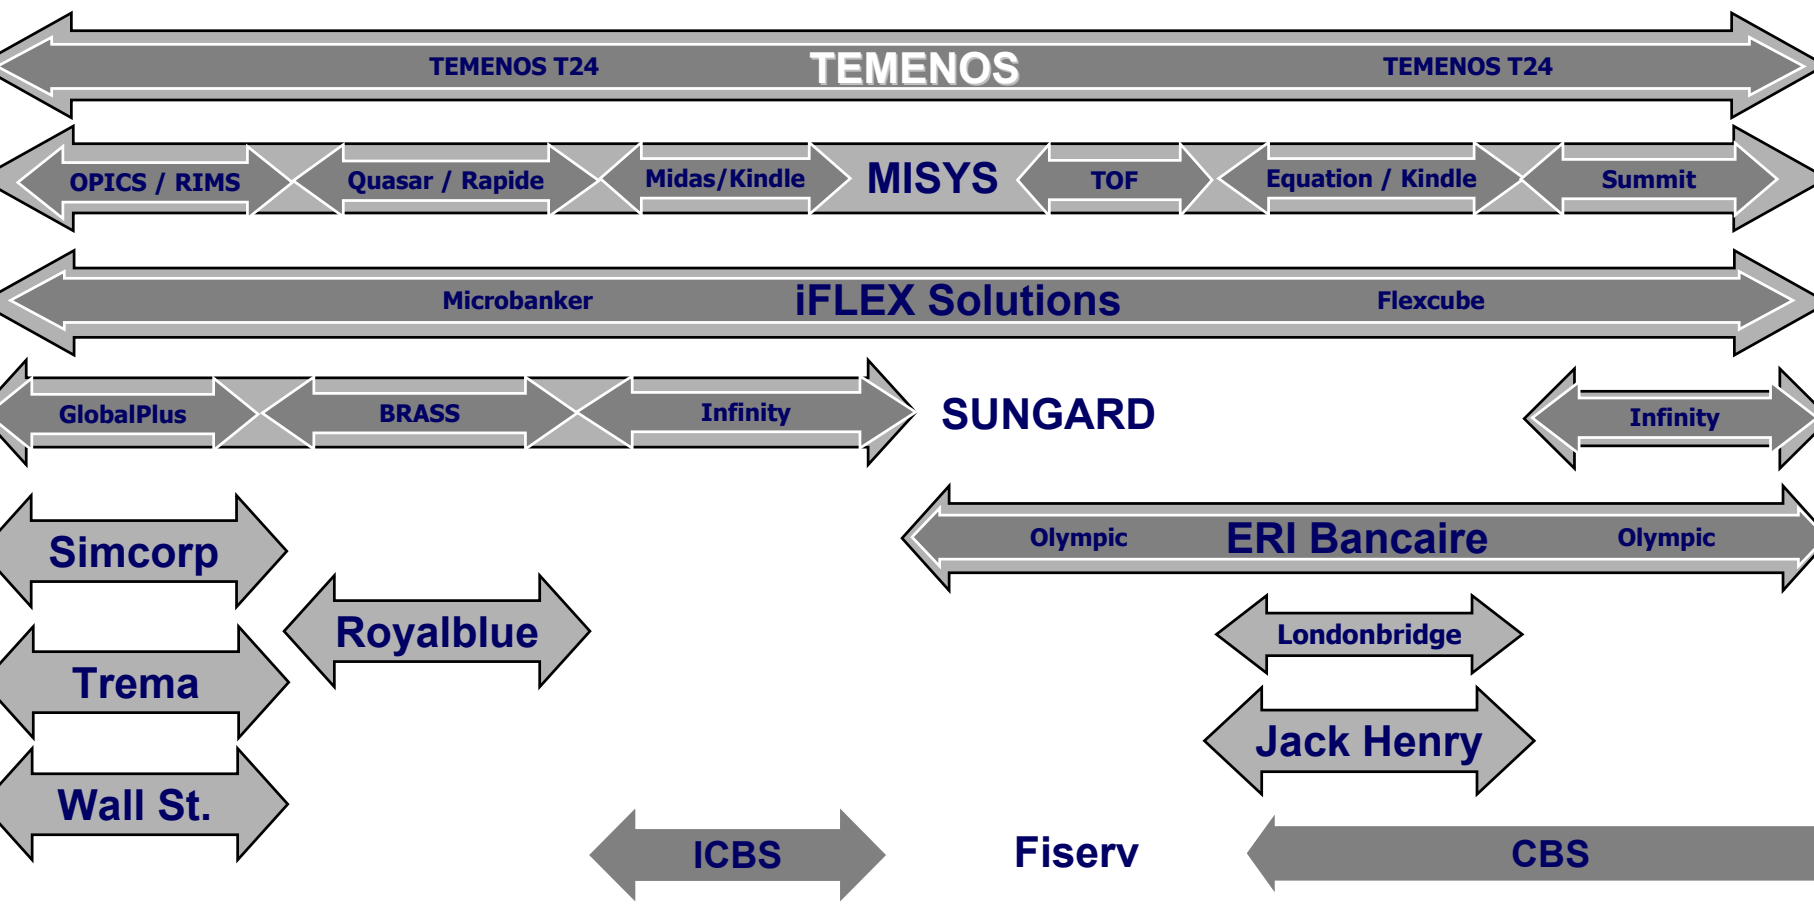 TEMENOS T24 TEMENOS TEMENOS T24
OPICS / RIMS Quasar / Rapide Midas/Kindle MISYS TOF Equation / Kindle Summit
Microbanker iFLEX Solutions Flexcube
GlobalPlus BRASS Infinity SUNGARD Infinity
Simcorp Olympic ERI Bancaire Olympic
Royalblue Londonbridge
Trema
Jack Henry
Wall St.
ICBS Fiserv CBS